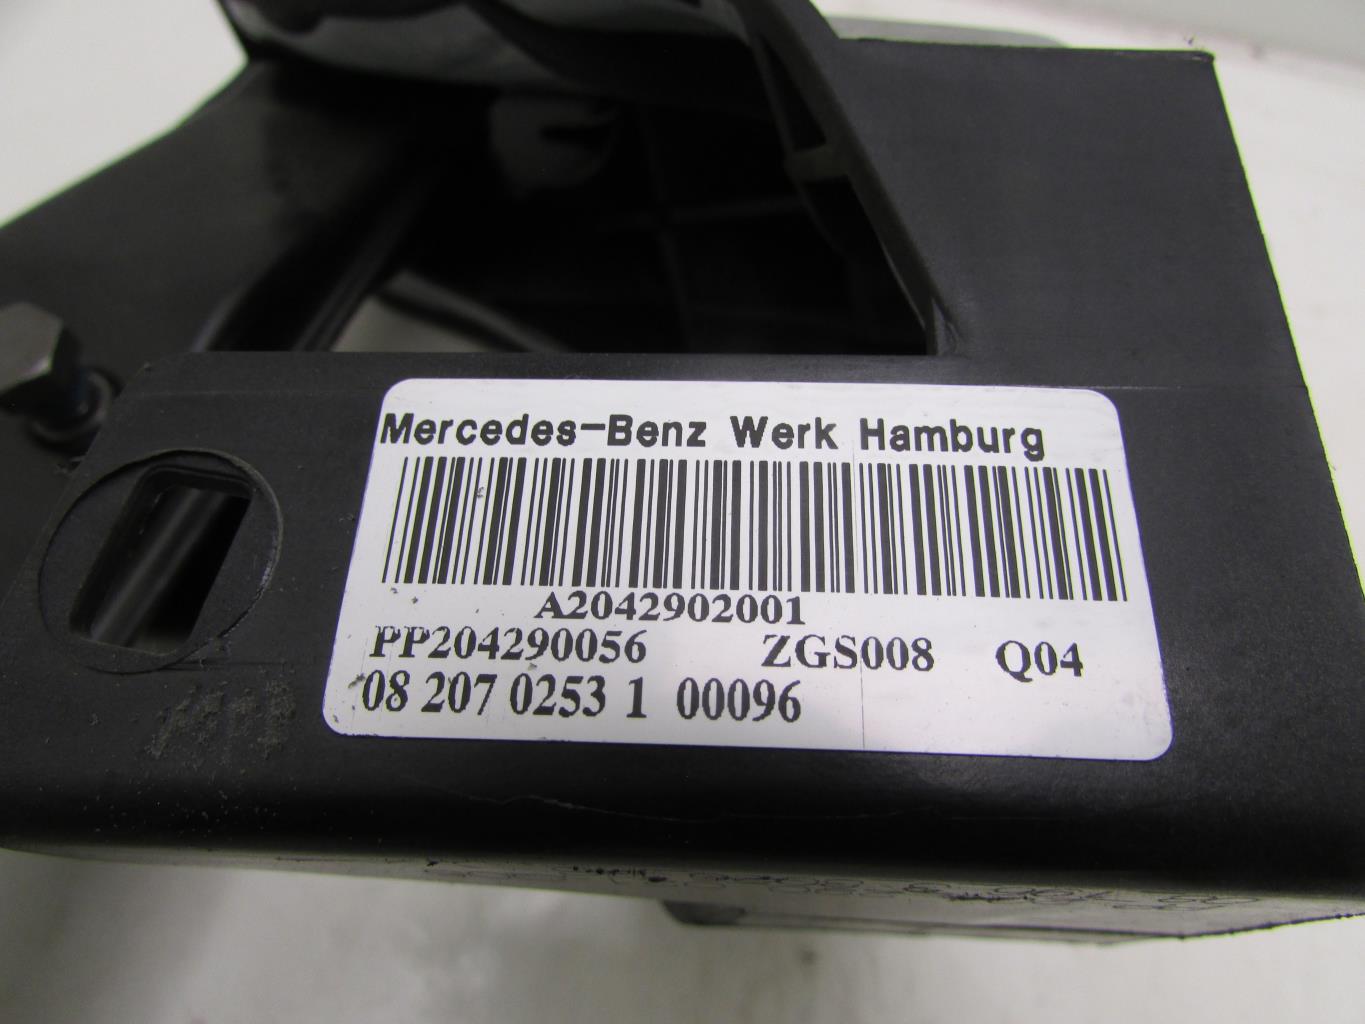 Mercedes-Benz Werk Hamburg
A2042902001
PP204290056 ZGS008 Q04
08 207 0253 1 00096